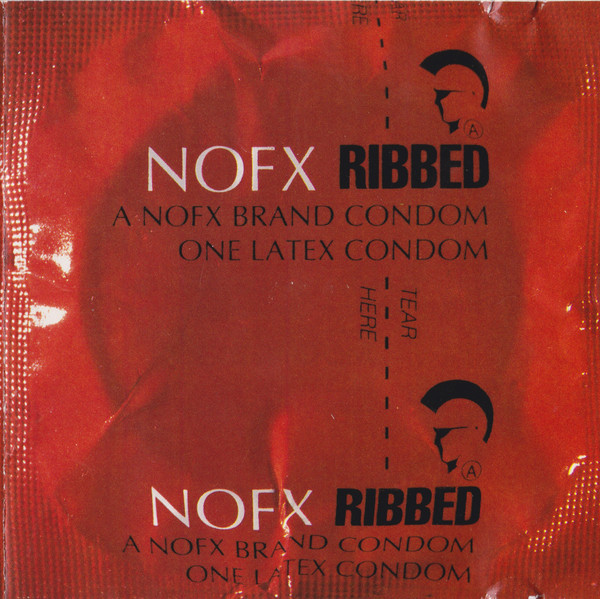 TEAR
HERE
NOFX RIBBED
A NOFX BRAND CONDOM
ONE LATEX CONDOM
TEAR
HERE
A
A
NOFX RIBBED
A NOFX BRAND CONDOM
ONE LATEX CONDOM